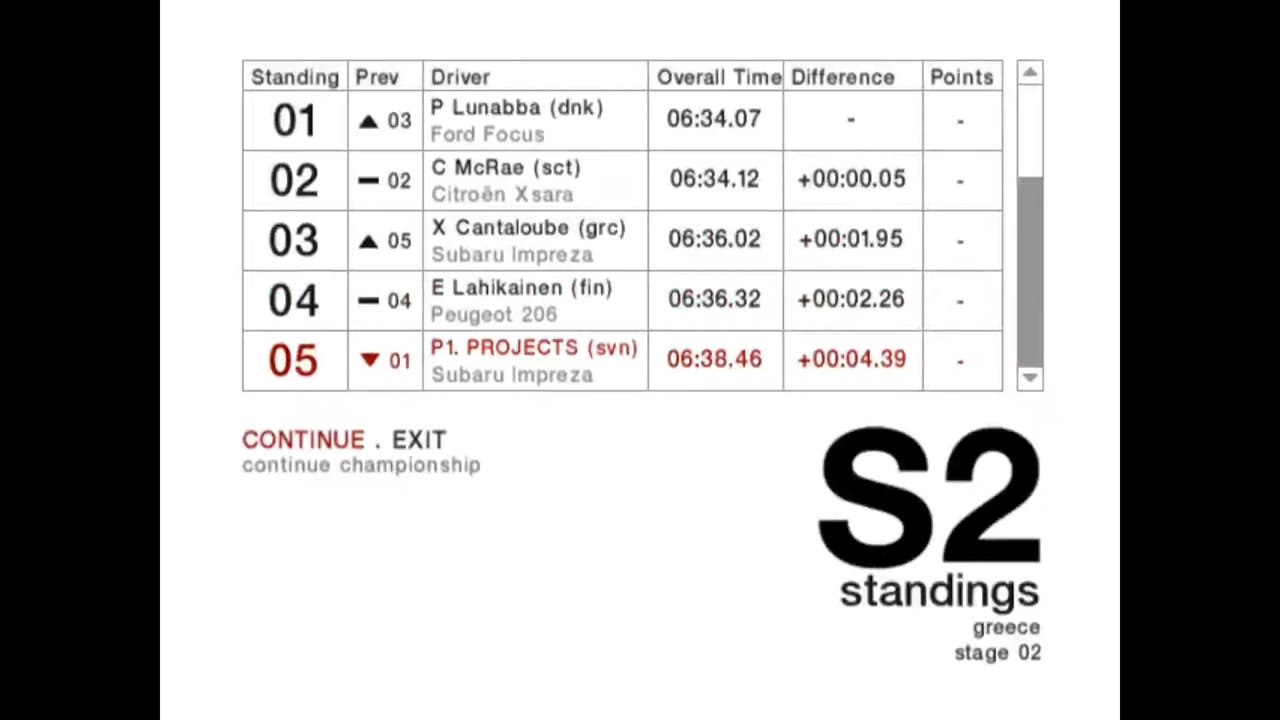 Standing Prev Driver Overall Time Difference Points
01 ▲ 03 P Lunabba (dnk) 06:34.07 - -
Ford Focus
02 02 C McRae (sct) 06:34.12 +00:00.05 -
Citroën Xsara
03 ▲ 05 X Cantaloube (grc) 06:36.02 +00:01.95 -
Subaru Impreza
04 04 E Lahikainen (fin) 06:36.32 +00:02.26 -
Peugeot 206
05 ▼ 01 P1. PROJECTS (svn) 06:38.46 +00:04.39 -
Subaru Impreza
CONTINUE . EXIT
continue championship
S2
standings
greece
stage 02